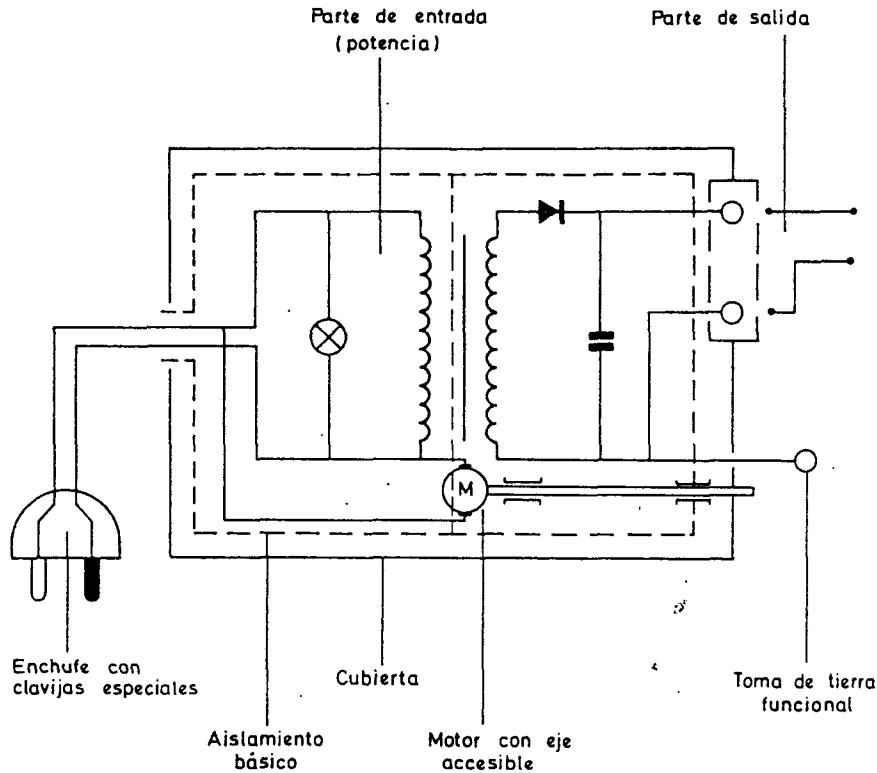 Parte de entrada
(potencia)
Parte de salida
M
Enchufe con
clavijas especiales
Cubierta
Toma de tierra
funcional
Aislamiento
básico
Motor con eje
accesible